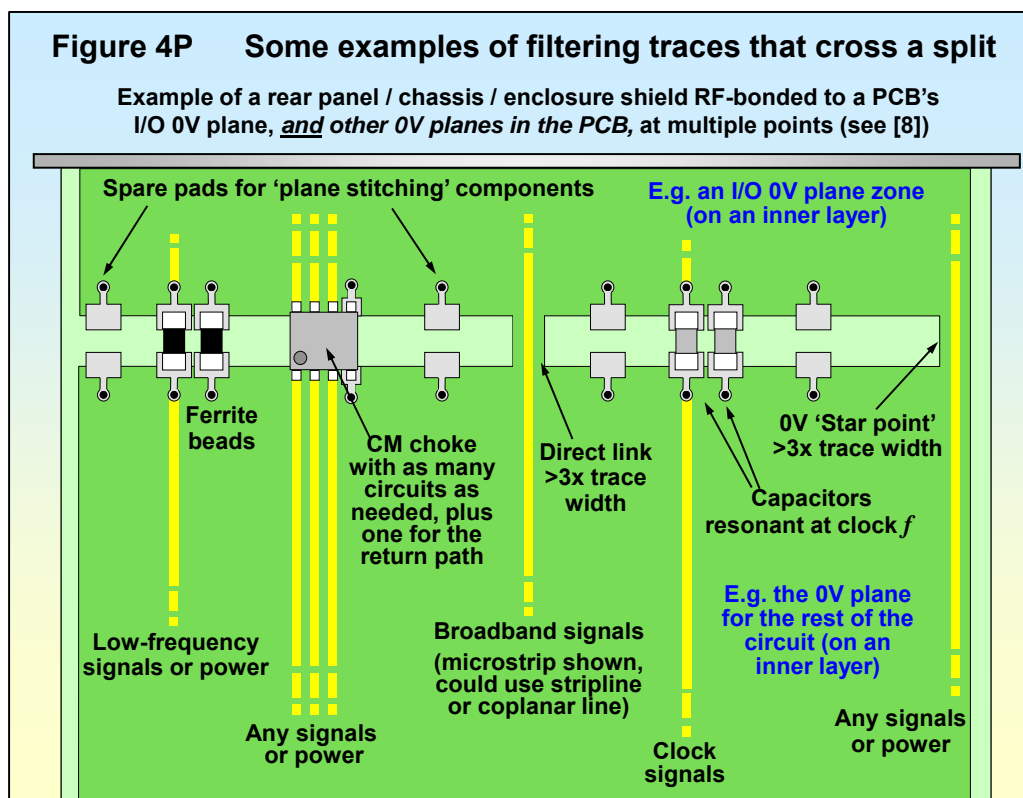 Figure 4P Some examples of filtering traces that cross a split
Example of a rear panel / chassis / enclosure shield RF-bonded to a PCB's
I/O 0V plane, and other 0V planes in the PCB, at multiple points (see [8])
Spare pads for 'plane stitching' components
E.g. an I/O 0V plane zone
(on an inner layer)
Ferrite
beads
CM choke
with as many
circuits as
needed, plus
one for the
return path
Direct link
>3x trace
width
0V 'Star point'
>3x trace width
Capacitors
resonant at clock f
E.g. the 0V plane
for the rest of the
circuit (on an
inner layer)
Low-frequency
signals or power
Any signals
or power
Broadband signals
(microstrip shown,
could use stripline
or coplanar line)
Clock
signals
Any signals
or power